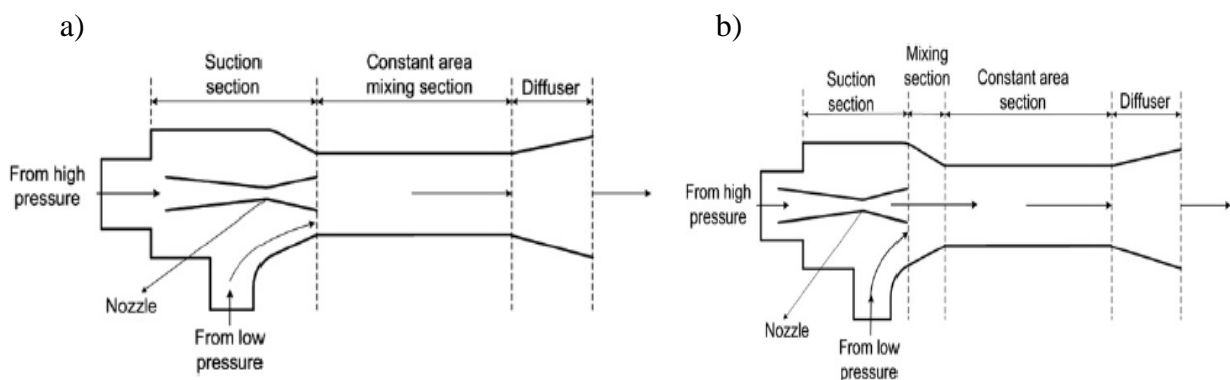 a)
Suction
section
Constant area
mixing section
Diffuser
From high
pressure
Nozzle
From low
pressure
b)
Mixing
section
Suction
section
Constant area
section
Diffuser
From high
pressure
Nozzle
From low
pressure